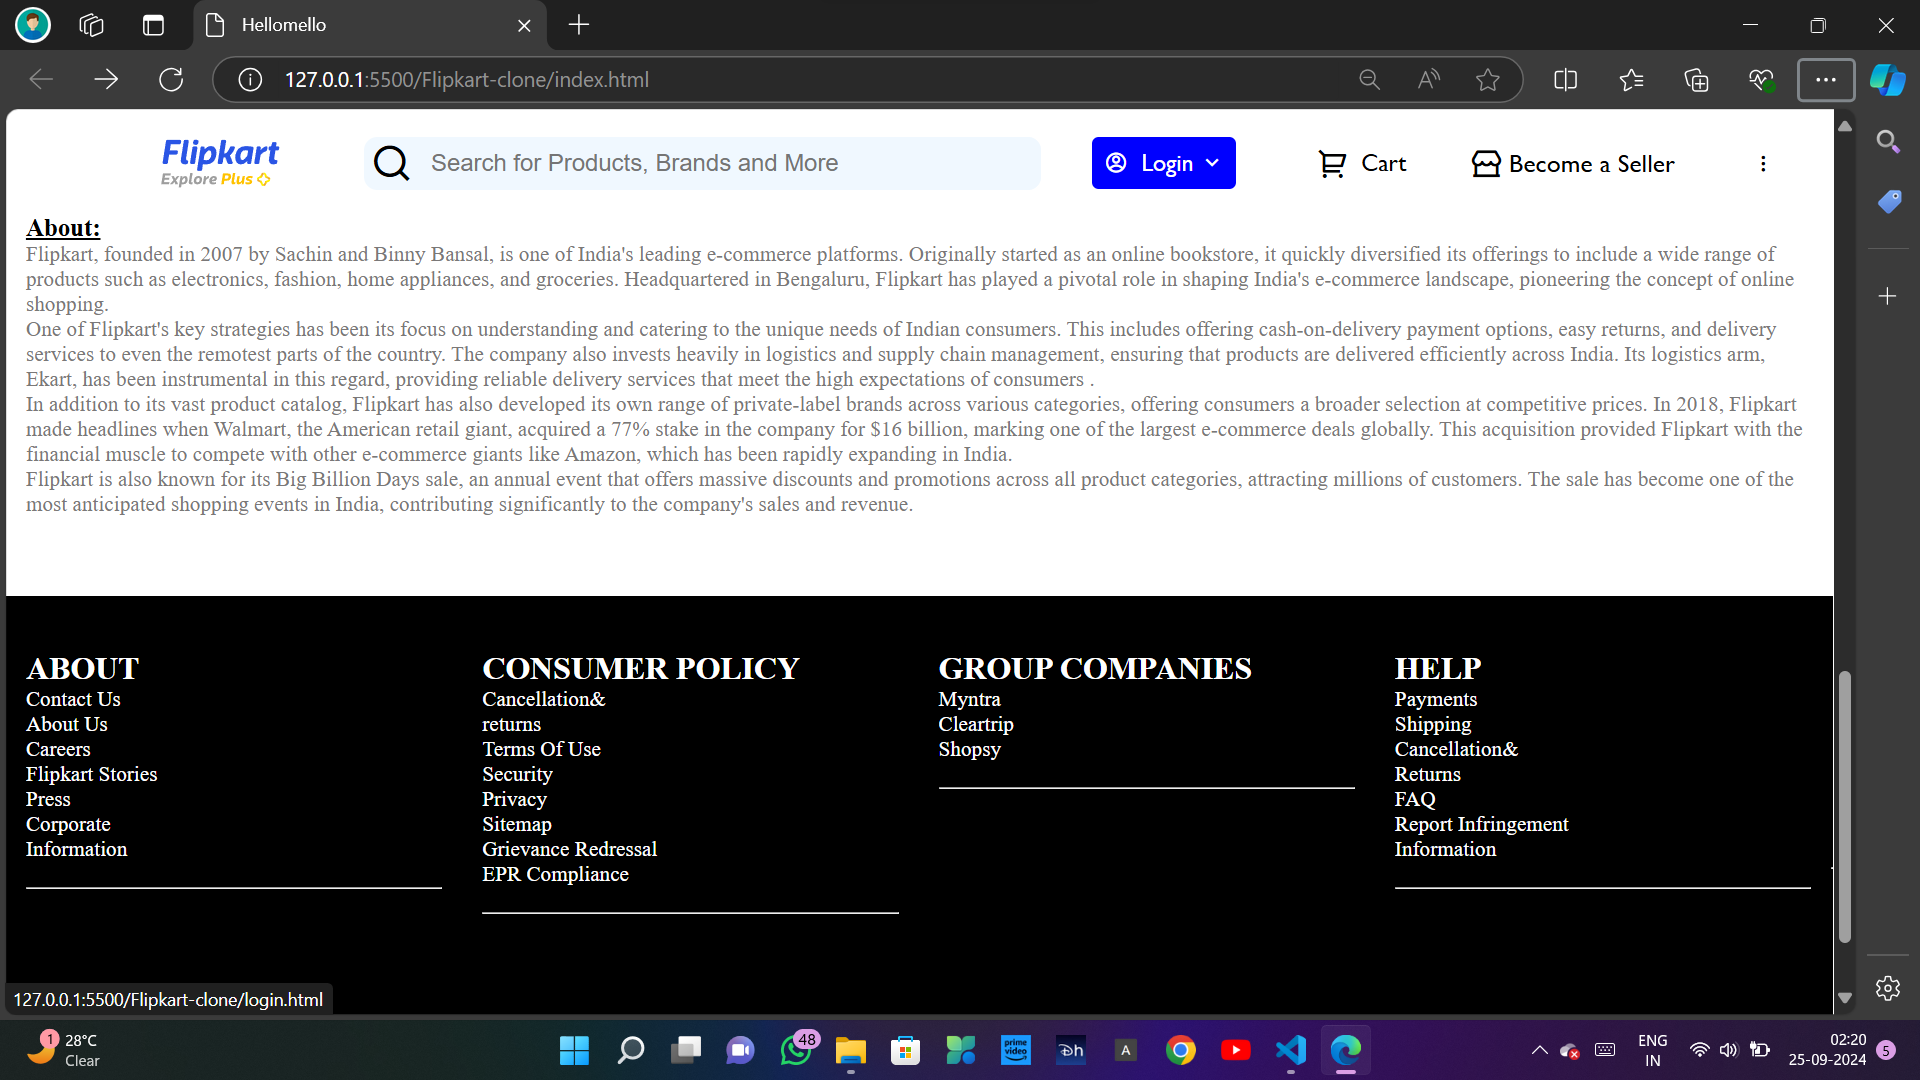 Hellomello
127.0.0.1:5500/Flipkart-clone/index.html
Flipkart
Explore Plus
Search for Products, Brands and More
Login
Cart
Become a Seller
About:
Flipkart, founded in 2007 by Sachin and Binny Bansal, is one of India's leading e-commerce platforms. Originally started as an online bookstore, it quickly diversified its offerings to include a wide range of
products such as electronics, fashion, home appliances, and groceries. Headquartered in Bengaluru, Flipkart has played a pivotal role in shaping India's e-commerce landscape, pioneering the concept of online
shopping.
One of Flipkart's key strategies has been its focus on understanding and catering to the unique needs of Indian consumers. This includes offering cash-on-delivery payment options, easy returns, and delivery
services to even the remotest parts of the country. The company also invests heavily in logistics and supply chain management, ensuring that products are delivered efficiently across India. Its logistics arm,
Ekart, has been instrumental in this regard, providing reliable delivery services that meet the high expectations of consumers .
In addition to its vast product catalog, Flipkart has also developed its own range of private-label brands across various categories, offering consumers a broader selection at competitive prices. In 2018, Flipkart
made headlines when Walmart, the American retail giant, acquired a 77% stake in the company for $16 billion, marking one of the largest e-commerce deals globally. This acquisition provided Flipkart with the
financial muscle to compete with other e-commerce giants like Amazon, which has been rapidly expanding in India.
Flipkart is also known for its Big Billion Days sale, an annual event that offers massive discounts and promotions across all product categories, attracting millions of customers. The sale has become one of the
most anticipated shopping events in India, contributing significantly to the company's sales and revenue.
ABOUT
Contact Us
About Us
Careers
Flipkart Stories
Press
Corporate
Information
CONSUMER POLICY
Cancellation&
returns
Terms Of Use
Security
Privacy
Sitemap
Grievance Redressal
EPR Compliance
GROUP COMPANIES
Myntra
Cleartrip
Shopsy
HELP
Payments
Shipping
Cancellation&
Returns
FAQ
Report Infringement
Information
127.0.0.1:5500/Flipkart-clone/login.html
1
28°C
Clear
48
prime video
A
ENG
IN
02:20
25-09-2024
5